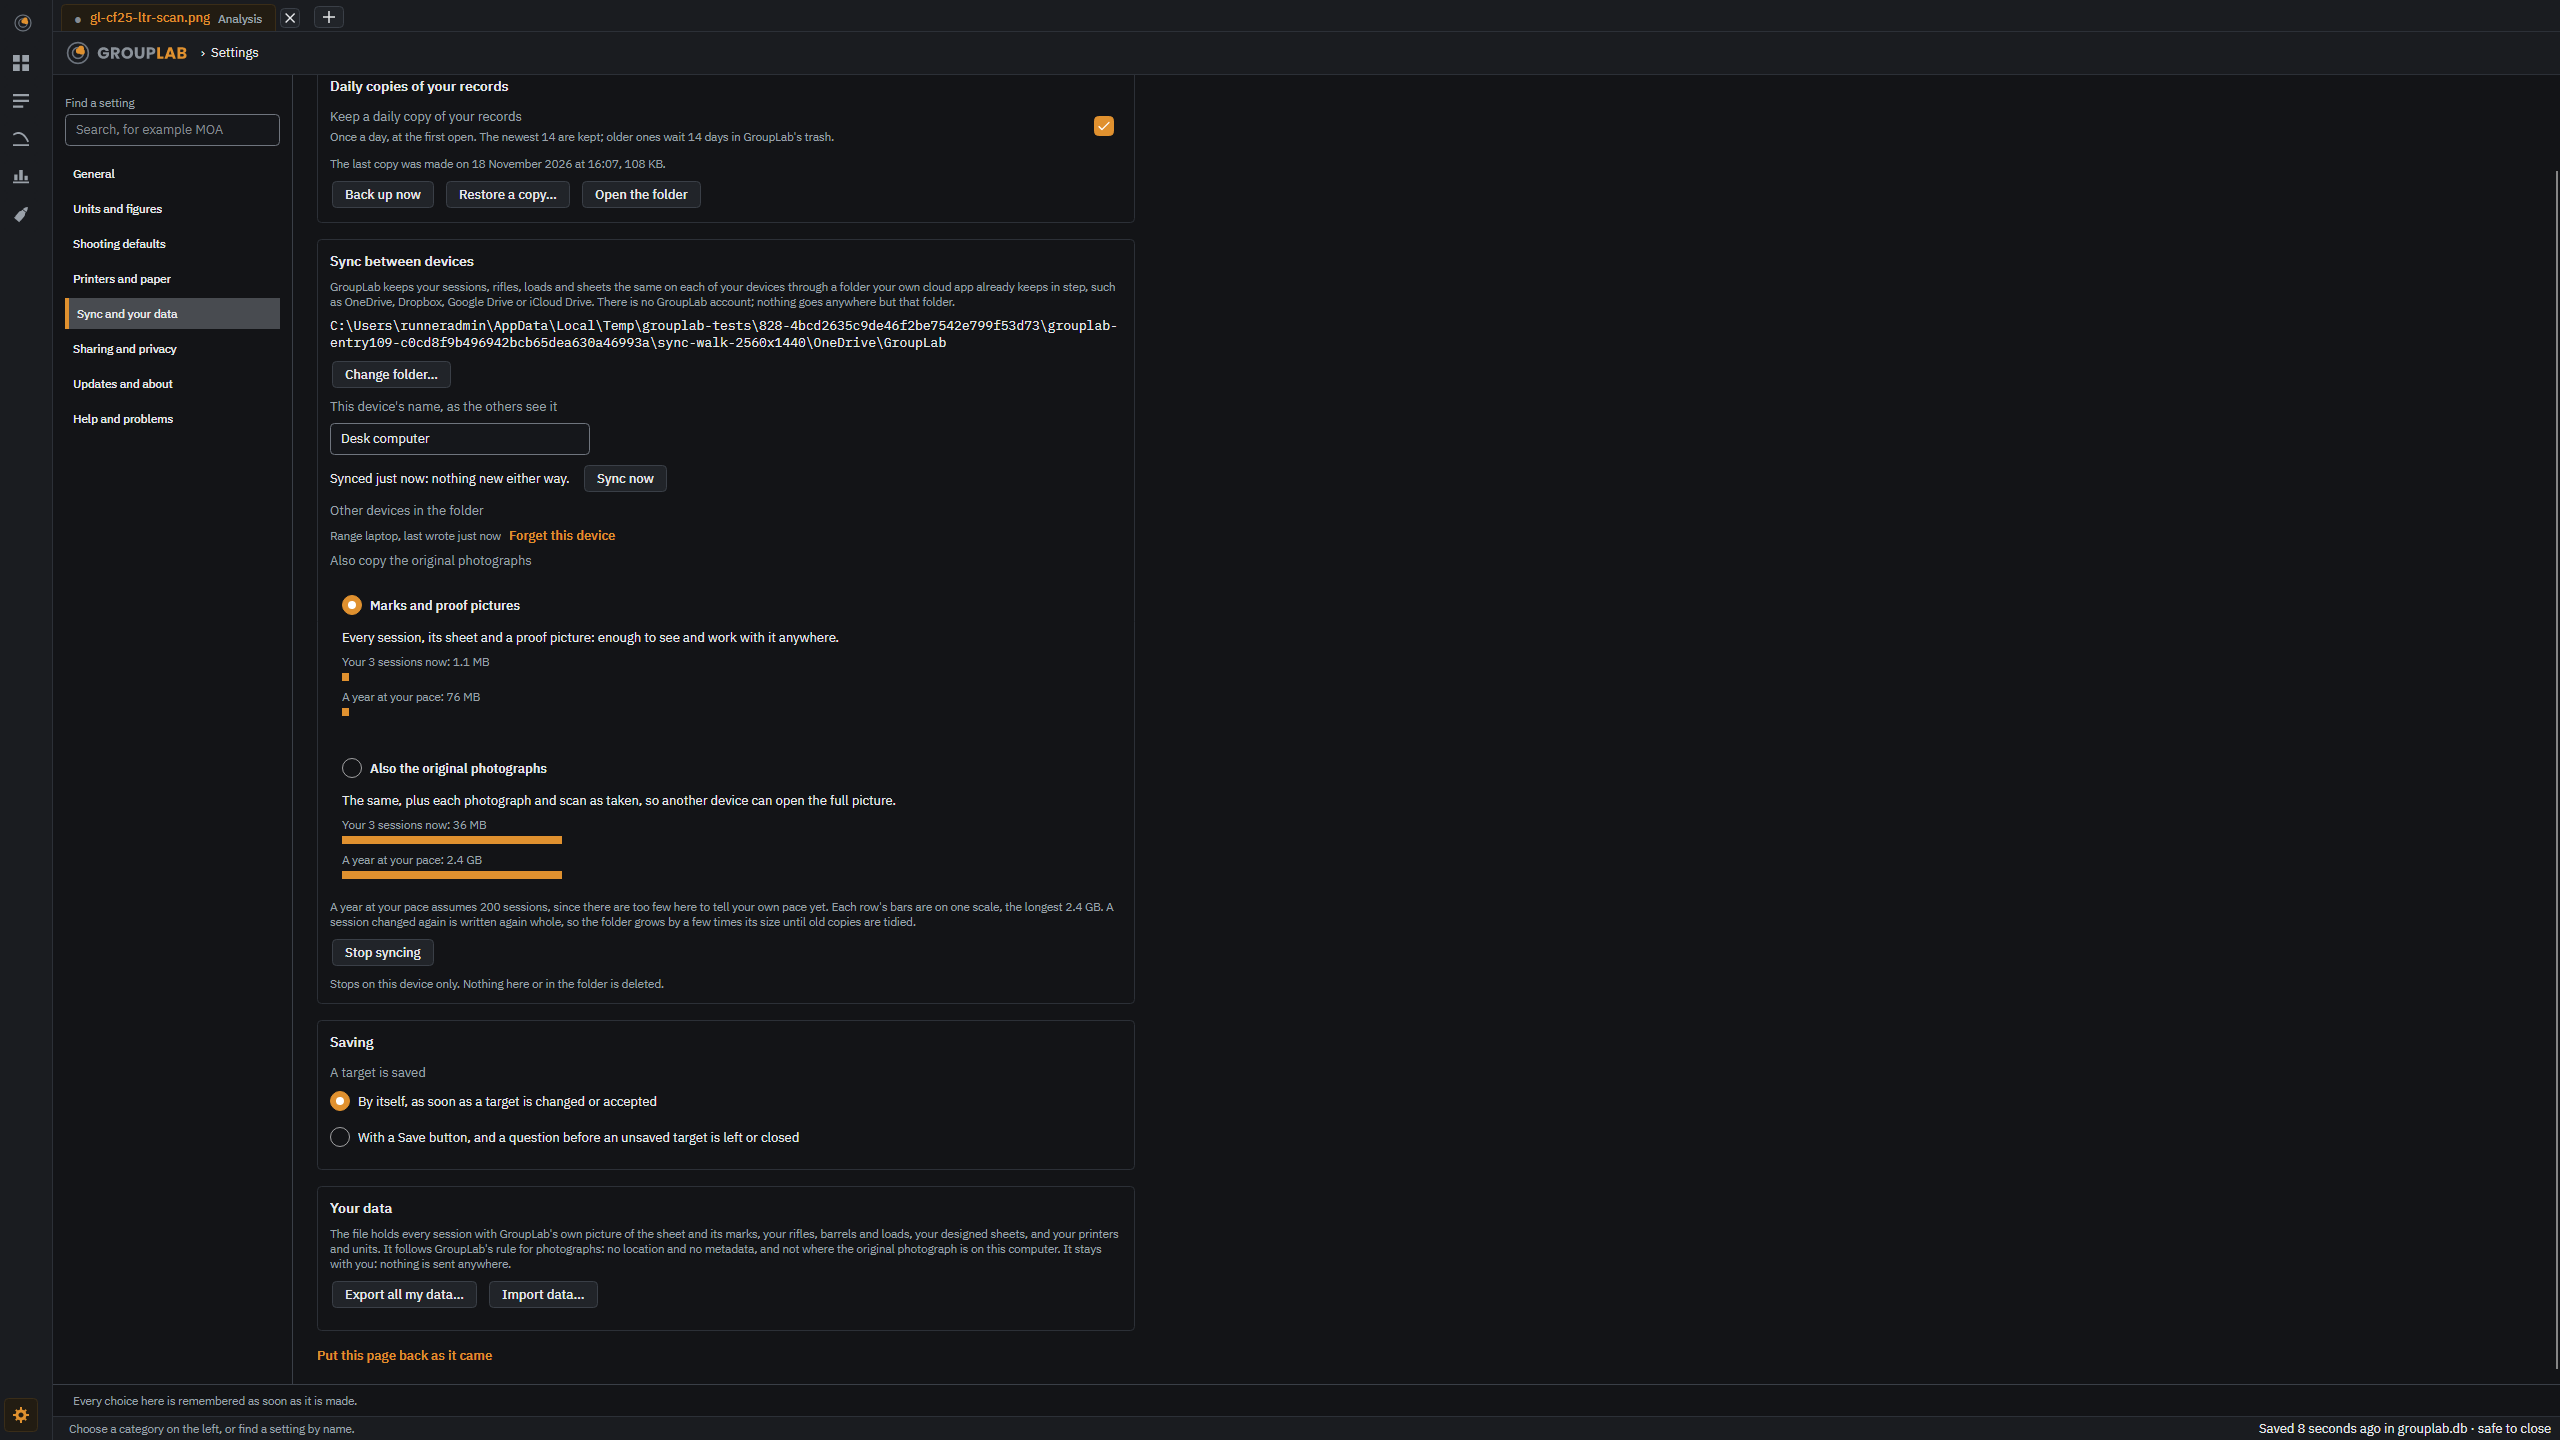 gl-cf25-ltr-scan.png Analysis
GROUPLAB › Settings
Find a setting
Search, for example MOA
General
Units and figures
Shooting defaults
Printers and paper
Sync and your data
Sharing and privacy
Updates and about
Help and problems
Daily copies of your records
Keep a daily copy of your records
Once a day, at the first open. The newest 14 are kept; older ones wait 14 days in GroupLab's trash.
The last copy was made on 18 November 2026 at 16:07, 108 KB.
Back up now Restore a copy... Open the folder
Sync between devices
GroupLab keeps your sessions, rifles, loads and sheets the same on each of your devices through a folder your own cloud app already keeps in step, such
as OneDrive, Dropbox, Google Drive or iCloud Drive. There is no GroupLab account; nothing goes anywhere but that folder.
C:\Users\runneradmin\AppData\Local\Temp\grouplab-tests\828-4bcd2635c9de46f2be7542e799f53d73\grouplab-
entry109-c0cd8f9b496942bcb65dea630a46993a\sync-walk-2560x1440\OneDrive\GroupLab
Change folder...
This device's name, as the others see it
Desk computer
Synced just now: nothing new either way. Sync now
Other devices in the folder
Range laptop, last wrote just now Forget this device
Also copy the original photographs
Marks and proof pictures
Every session, its sheet and a proof picture: enough to see and work with it anywhere.
Your 3 sessions now: 1.1 MB
A year at your pace: 76 MB
Also the original photographs
The same, plus each photograph and scan as taken, so another device can open the full picture.
Your 3 sessions now: 36 MB
A year at your pace: 2.4 GB
A year at your pace assumes 200 sessions, since there are too few here to tell your own pace yet. Each row's bars are on one scale, the longest 2.4 GB. A
session changed again is written again whole, so the folder grows by a few times its size until old copies are tidied.
Stop syncing
Stops on this device only. Nothing here or in the folder is deleted.
Saving
A target is saved
By itself, as soon as a target is changed or accepted
With a Save button, and a question before an unsaved target is left or closed
Your data
The file holds every session with GroupLab's own picture of the sheet and its marks, your rifles, barrels and loads, your designed sheets, and your printers
and units. It follows GroupLab's rule for photographs: no location and no metadata, and not where the original photograph is on this computer. It stays
with you: nothing is sent anywhere.
Export all my data... Import data...
Put this page back as it came
Every choice here is remembered as soon as it is made.
Choose a category on the left, or find a setting by name.
Saved 8 seconds ago in grouplab.db · safe to close